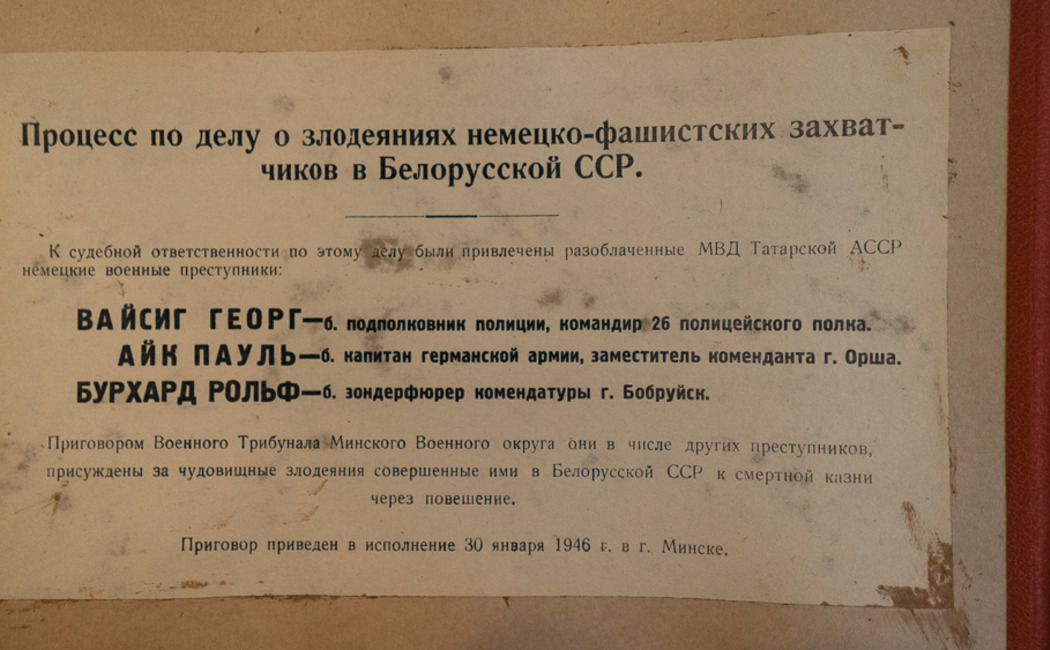 Процесс по делу о злодеяниях немецко-фашистских захват-
чиков в Белорусской ССР.
К судебной ответственности по этому делу были привлечены разоблаченные МВД Татарской АССР
немецкие военные преступники:
ВАЙСИГ ГЕОРГ—б. подполковник полиции, командир 26 полицейского полка.
АЙК ПАУЛЬ—б. капитан германской армии, заместитель коменданта г. Орша.
БУРХАРД РОЛЬФ—б. зондерфюрер комендатуры г. Бобруйск.
Приговором Военного Трибунала Минского Военного округа они в числе других преступников,
присуждены за чудовищные злодеяния совершенные ими в Белорусской ССР к смертной казни
через повешение.
Приговор приведен в исполнение 30 января 1946 г. в г. Минске.